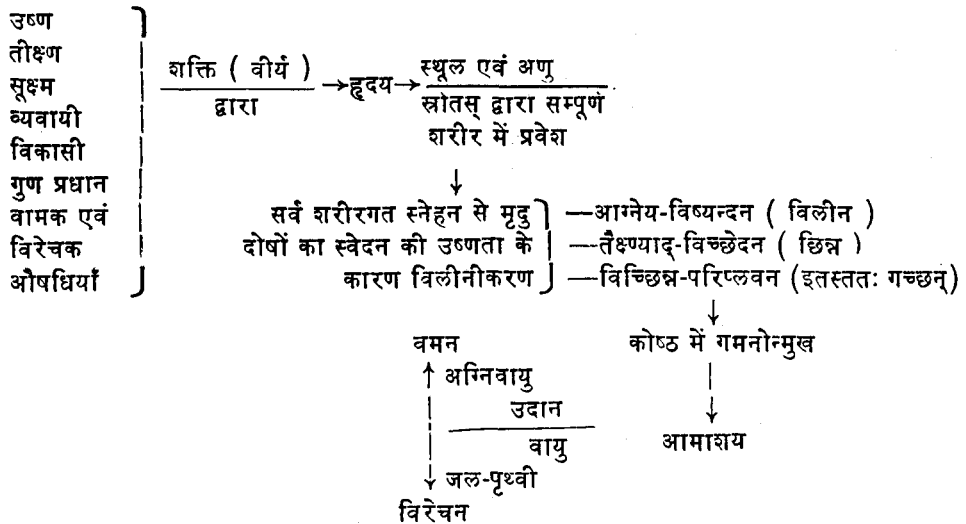 उष्ण
तीक्ष्ण
सूक्ष्म
व्यवायी
विकासी
गुण प्रधान
वामक एवं
विरेचक
औषधियाँ
शक्ति ( वीर्य )
द्वारा
→हृदय→
स्थूल एवं अणु
स्रोतस् द्वारा सम्पूर्ण
शरीर में प्रवेश
↓
सर्व शरीरगत स्नेहन से मृदु
दोषों का स्वेदन की उष्णता के
कारण विलीनीकरण
—आग्नेय-विष्यन्दन ( विलीन )
—तैक्ष्ण्याद्-विच्छेदन ( छिन्न )
—विच्छिन्न-परिप्लवन (इतस्ततः गच्छन्)
↓
कोष्ठ में गमनोन्मुख
↓
आमाशय
वमन
↑ अग्निवायु
उदान
वायु
↓ जल-पृथ्वी
विरेचन